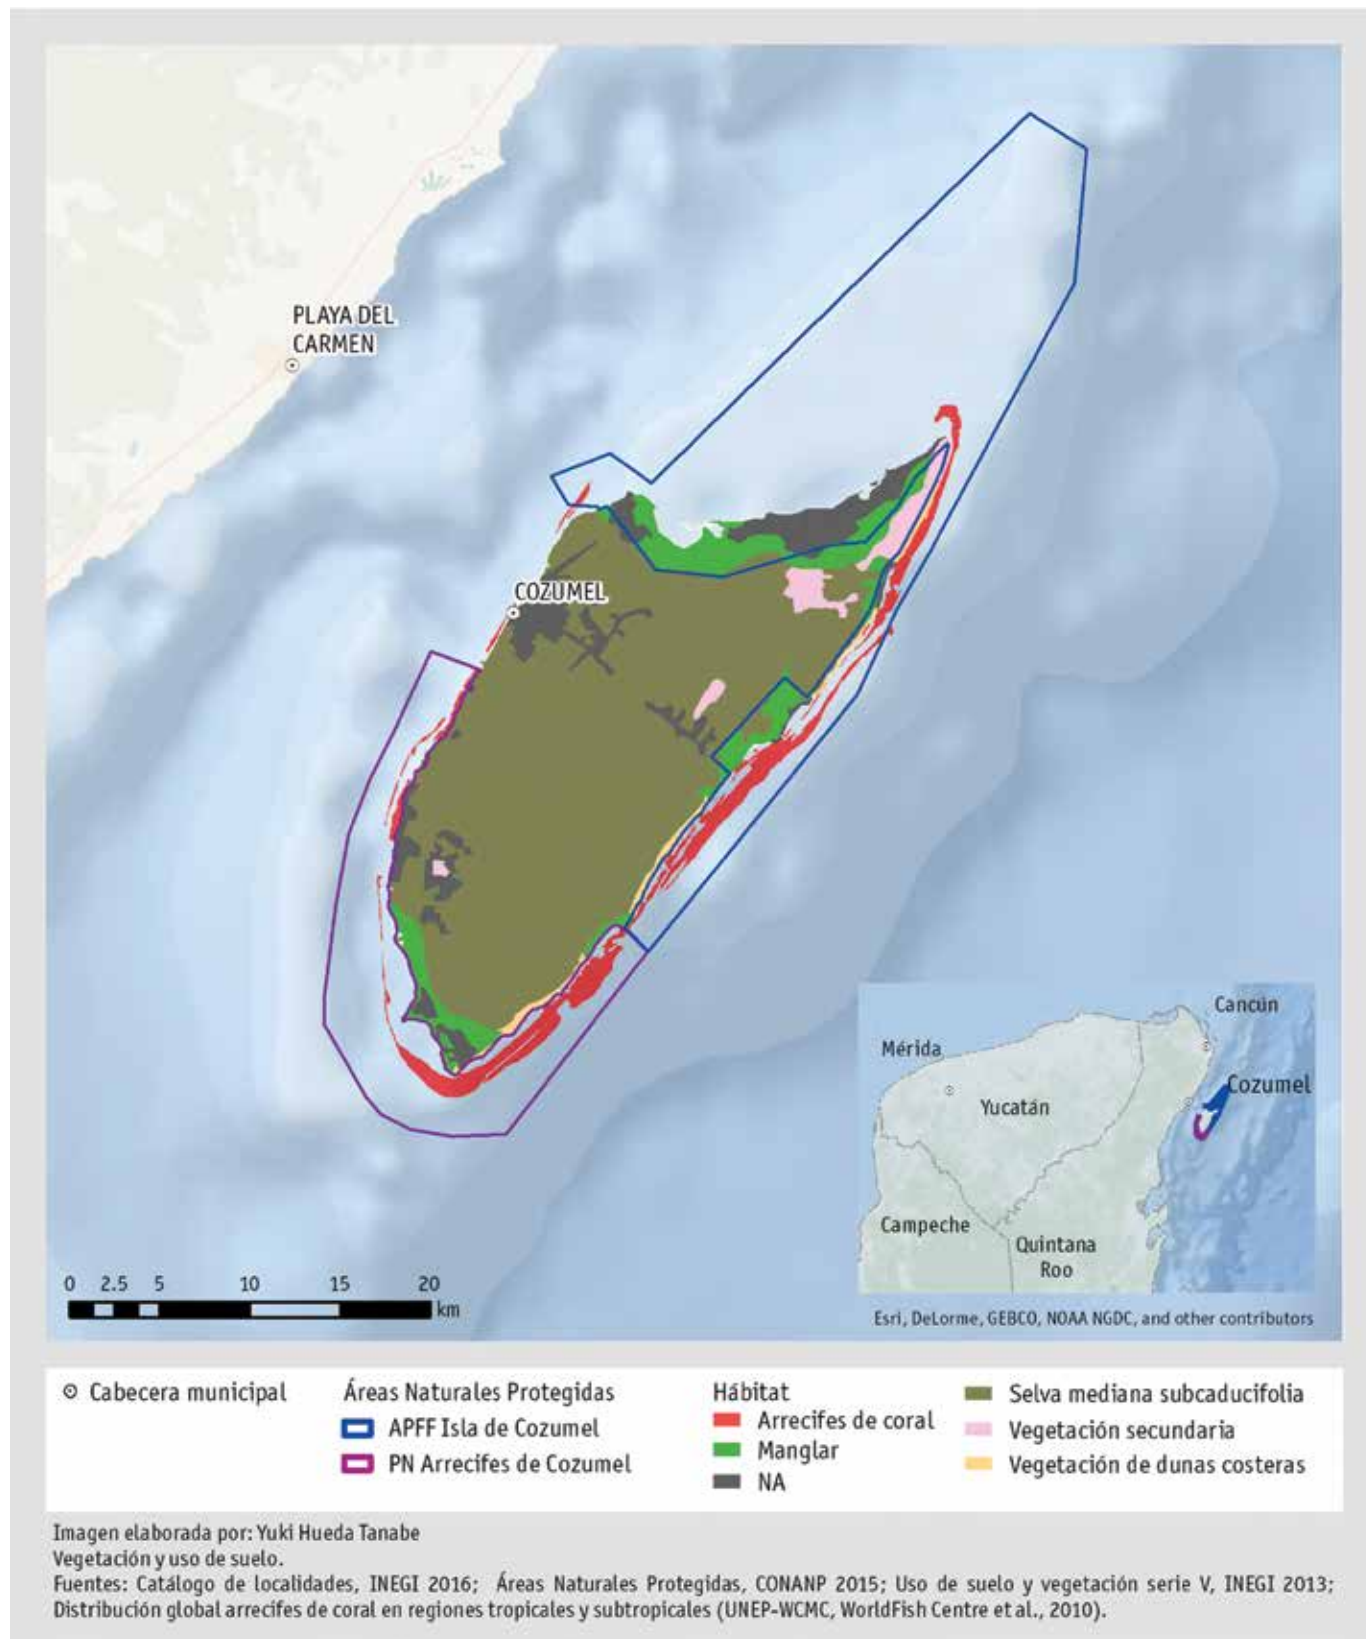 PLAYA DEL
CARMEN
COZUMEL
Cancún
Mérida
Cozumel
Yucatán
Campeche
Quintana
Roo
0 2.5 5 10 15 20
km
Esri, DeLorme, GEBCO, NOAA NGDC, and other contributors
Cabecera municipal
Áreas Naturales Protegidas
APFF Isla de Cozumel
PN Arrecifes de Cozumel
Hábitat
Arrecifes de coral
Manglar
NA
Selva mediana subcaducifolia
Vegetación secundaria
Vegetación de dunas costeras
Imagen elaborada por: Yuki Hueda Tanabe
Vegetación y uso de suelo.
Fuentes: Catálogo de localidades, INEGI 2016; Áreas Naturales Protegidas, CONANP 2015; Uso de suelo y vegetación serie V, INEGI 2013;
Distribución global arrecifes de coral en regiones tropicales y subtropicales (UNEP-WCMC, WorldFish Centre et al., 2010).